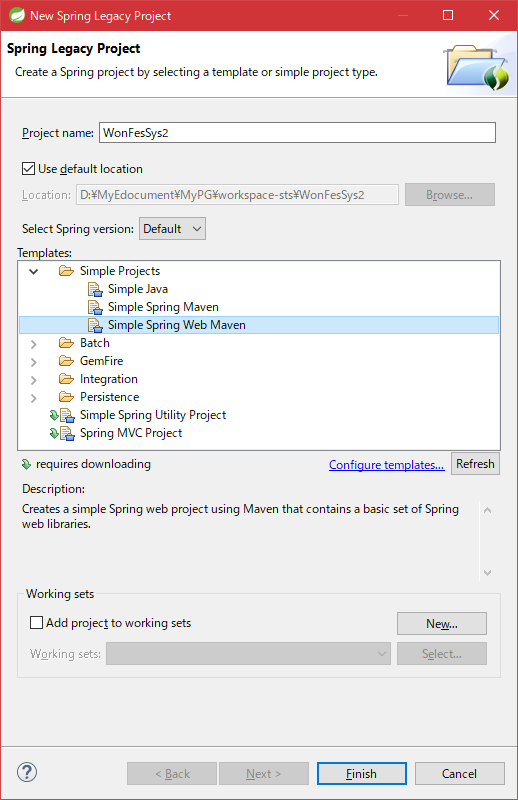 New Spring Legacy Project
Spring Legacy Project
Create a Spring project by selecting a template or simple project type.
Project name: WonFesSys2
Use default location
Location: D:¥MyEdocument¥MyPG¥workspace-sts¥WonFesSys2 Browse...
Select Spring version: Default
Templates:
Simple Projects
Simple Java
Simple Spring Maven
Simple Spring Web Maven
Batch
GemFire
Integration
Persistence
Simple Spring Utility Project
Spring MVC Project
requires downloading Configure templates... Refresh
Description:
Creates a simple Spring web project using Maven that contains a basic set of Spring
web libraries.
Working sets
Add project to working sets New...
Working sets: Select...
? < Back Next > Finish Cancel